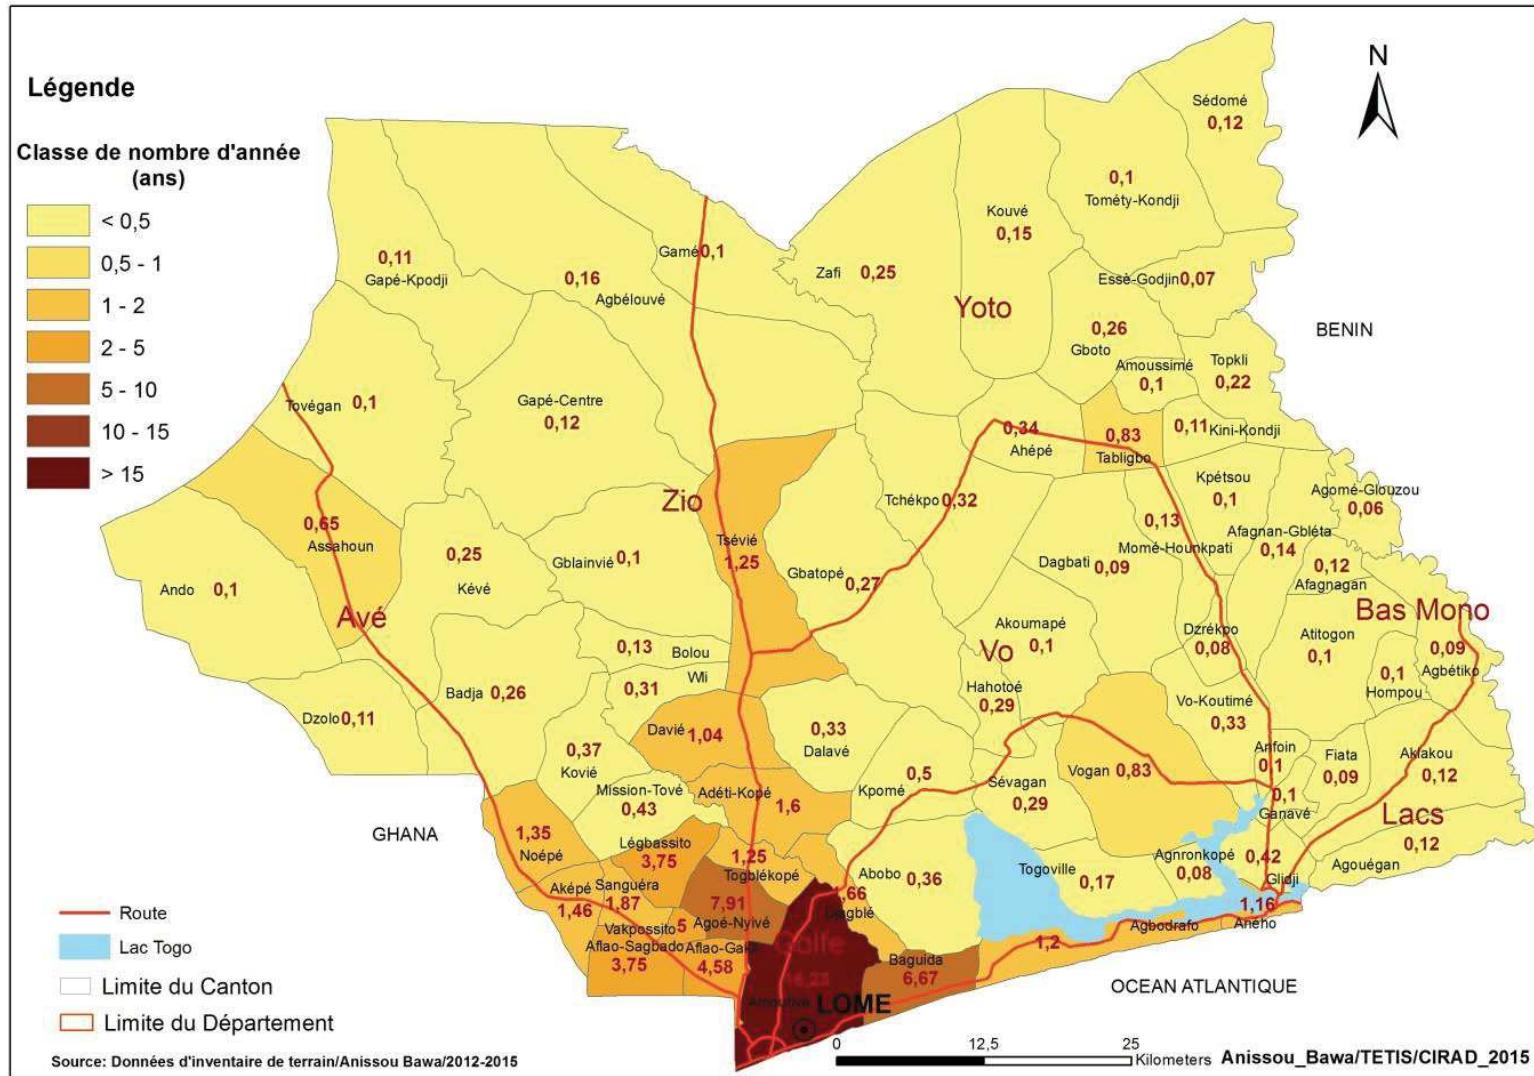 N
Légende
Classe de nombre d'année
(ans)
< 0,5
0,5 - 1
1 - 2
2 - 5
5 - 10
10 - 15
> 15
Sédomé
0,12
0,1
Tométy-Kondji
Kouvé
0,15
Gamé 0,1
0,11
Gapé-Kpodji
0,16
Agbélouvé
Zafi 0,25
Essè-Godjin 0,07
Yoto
0,26
Gboto
BENIN
Amoussimé
0,1
Topkli
0,22
Tovégan 0,1
Gapé-Centre
0,12
0,34
Ahépé
0,83
Tabligbo
0,11 Kini-Kondji
Zio
Tchékpo 0,32
Kpétsou
0,1
Agomé-Glouzou
0,06
0,65
Assahoun
0,13
Momé-Hounkpati
Afagnan-Gbléta
0,14
Tsévié
1,25
0,25
Kévé
Gblainvié 0,1
Gbatopé
0,27
Dagbati 0,09
0,12
Afagnagan
Ando 0,1
Avé
Bas Mono
Akoumapé
0,1
Vo
Dzrékpo
0,08
Atitogon
0,1
0,09
Agbétiko
0,13 Bolou
0,31 Wli
0,1
Hompou
Badja 0,26
Hahotoé
0,29
Vo-Koutimé
0,33
Dzolo 0,11
Davié 1,04
0,33
Dalavé
0,37
Kovié
Anfoin
0,1
Fiata
0,09
Aklakou
0,12
Vogan 0,83
0,5
Kpomé
Sévagan
0,29
Mission-Tové
0,43
Adéti-Kopé
1,6
0,1
Ganavé
Lacs
0,12
Agouégan
GHANA
1,35
Noépé
Légbassito
3,75
1,25
Togblékopé
Abobo 0,36
Togoville
0,17
Agnronkopé
0,08
0,42
Glidji
Aképé
1,46
Sanguéra
1,87
7,91
Agoé-Nyivé
,66
Vakpossito 5
1,16
Aného
Agbodrafo
1,2
Aflao-Sagbado
3,75
4,58
Golfe
Baguida
6,67
OCEAN ATLANTIQUE
LOME
Route
Lac Togo
Limite du Canton
Limite du Département
0 12,5 25
Kilometers
Source: Données d'inventaire de terrain/Anissou Bawa/2012-2015
Anissou_Bawa/TETIS/CIRAD_2015